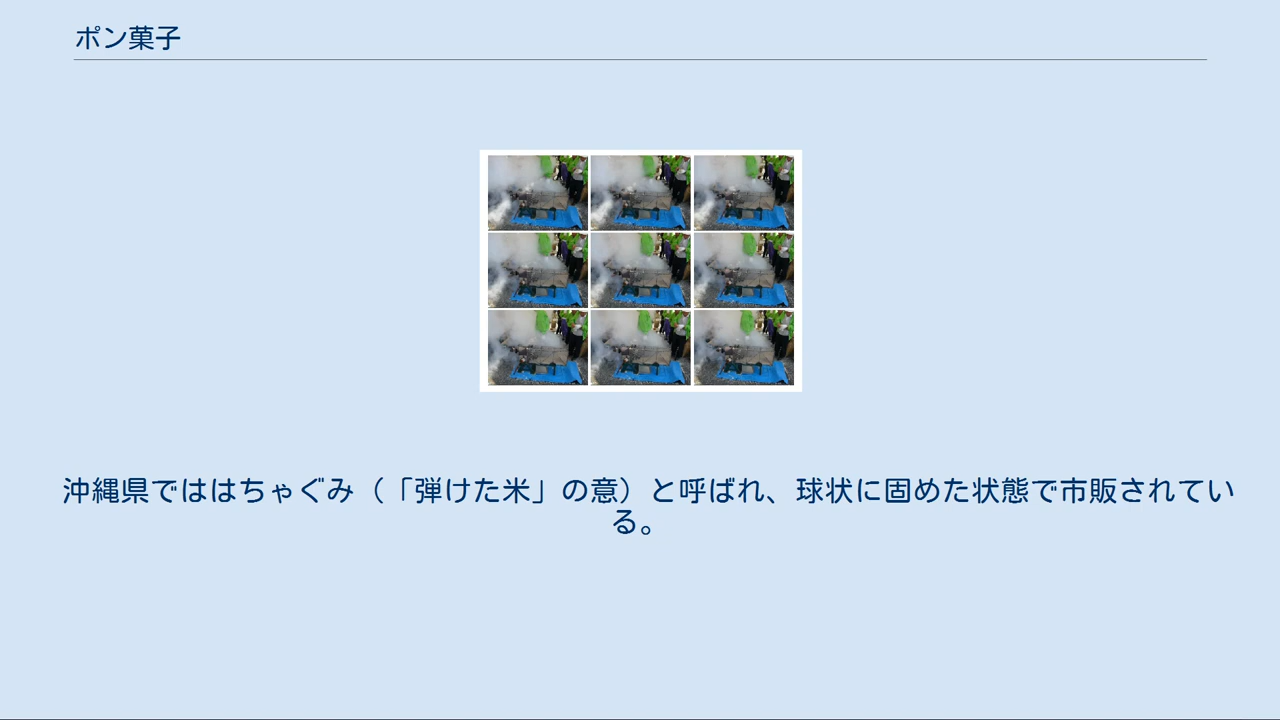 ポン菓子
沖縄県でははちゃぐみ（「弾けた米」の意）と呼ばれ、球状に固めた状態で市販されてい
る。